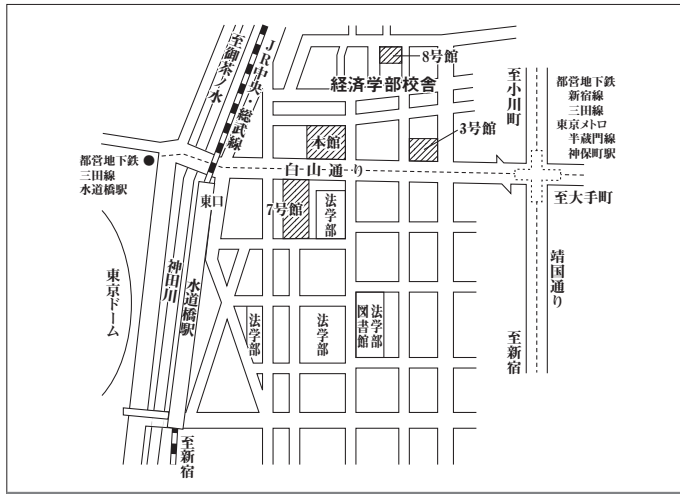 至御茶ノ水
JR中央・総武線
8号館
経済学部校舎
3号館
本館
白山通り
至小川町
都営地下鉄
新宿線
三田線
東京メトロ
半蔵門線
神保町駅
都営地下鉄
三田線
水道橋駅
東口
7号館
法学部
至大手町
靖国通り
東京ドーム
神田川
水道橋駅
法学部
法学部
法学部
図書館
至新宿
至新宿